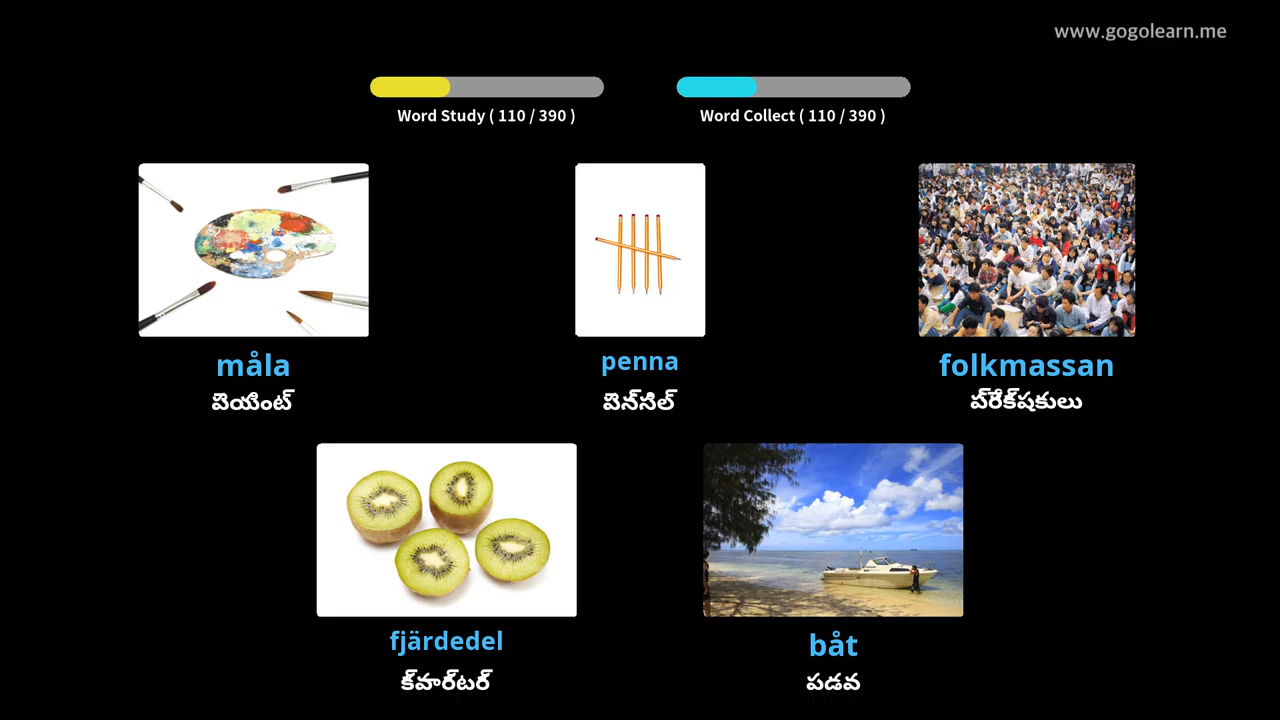 www.gogolearn.me
Word Study ( 110 / 390 )
Word Collect ( 110 / 390 )
måla
పెయింట్
penna
పెన్సిల్
folkmassan
ప్రేక్షకులు
fjärdedel
క్వార్టర్
båt
పడవ